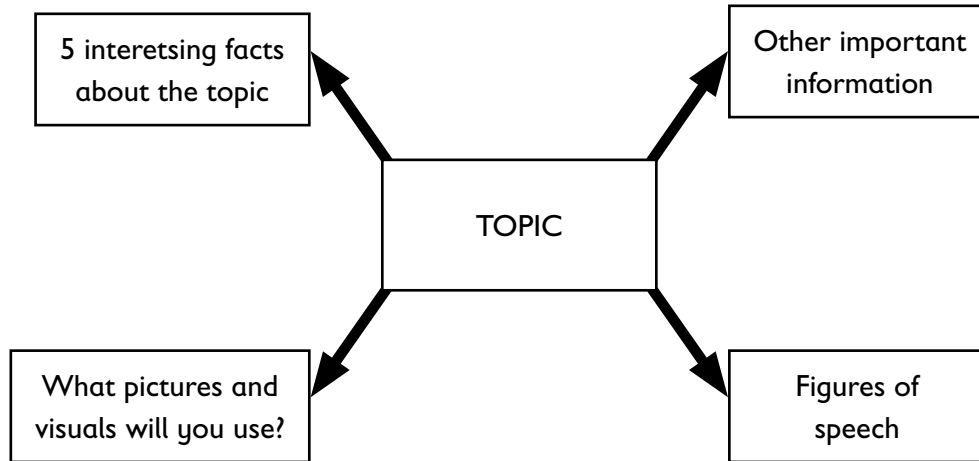 5 interetsing facts
about the topic
Other important
information
TOPIC
What pictures and
visuals will you use?
Figures of
speech